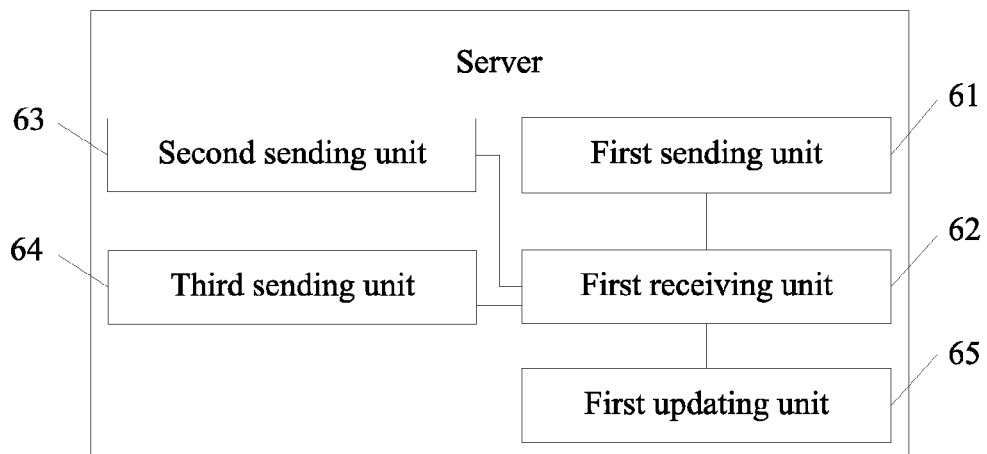 Server
63
Second sending unit
First sending unit
61
64
Third sending unit
First receiving unit
62
First updating unit
65